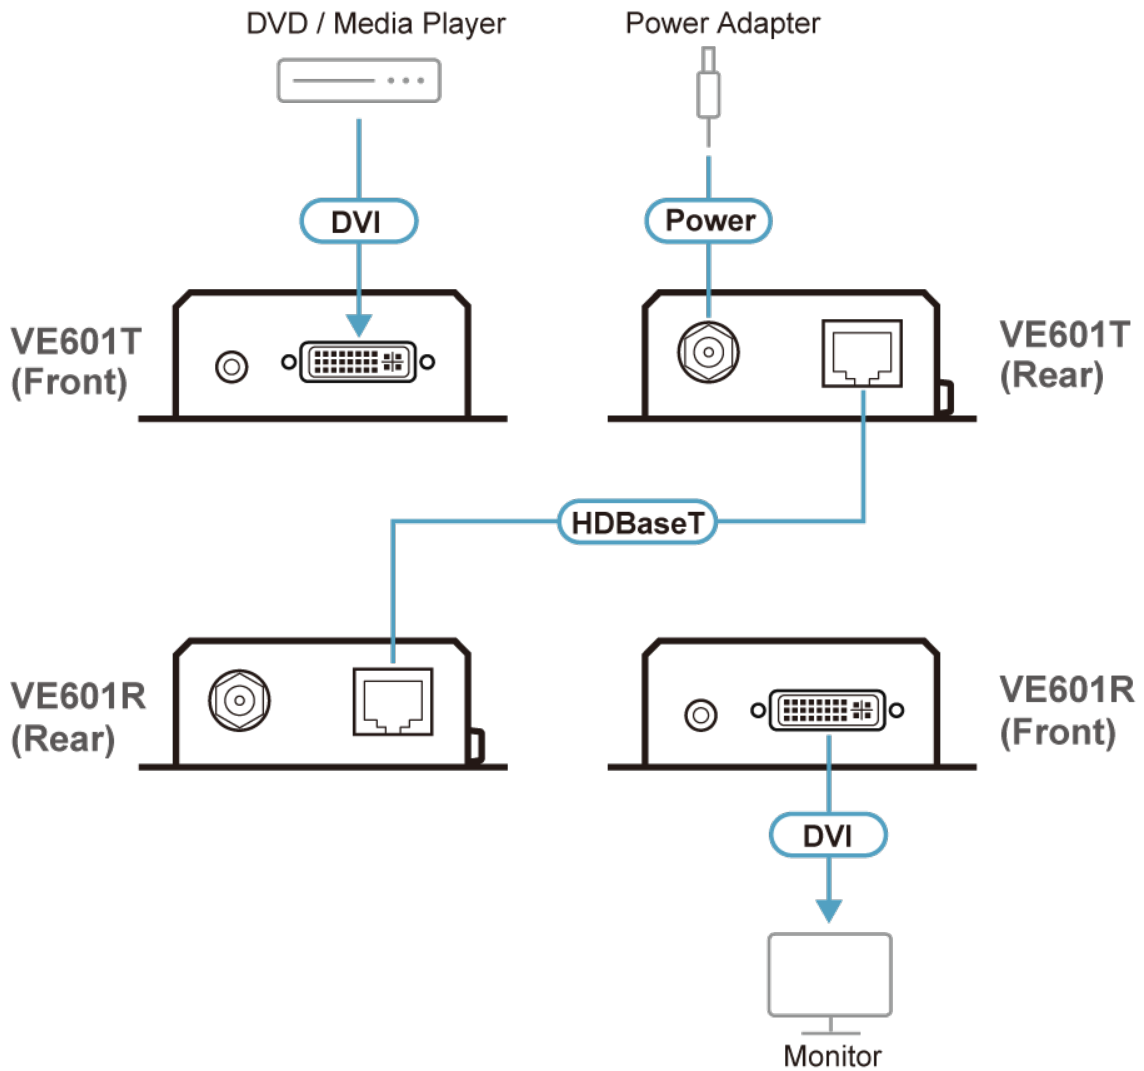 DVD / Media Player
Power Adapter
DVI
Power
VE601T
(Front)
VE601T
(Rear)
HDBaseT
VE601R
(Rear)
VE601R
(Front)
DVI
Monitor